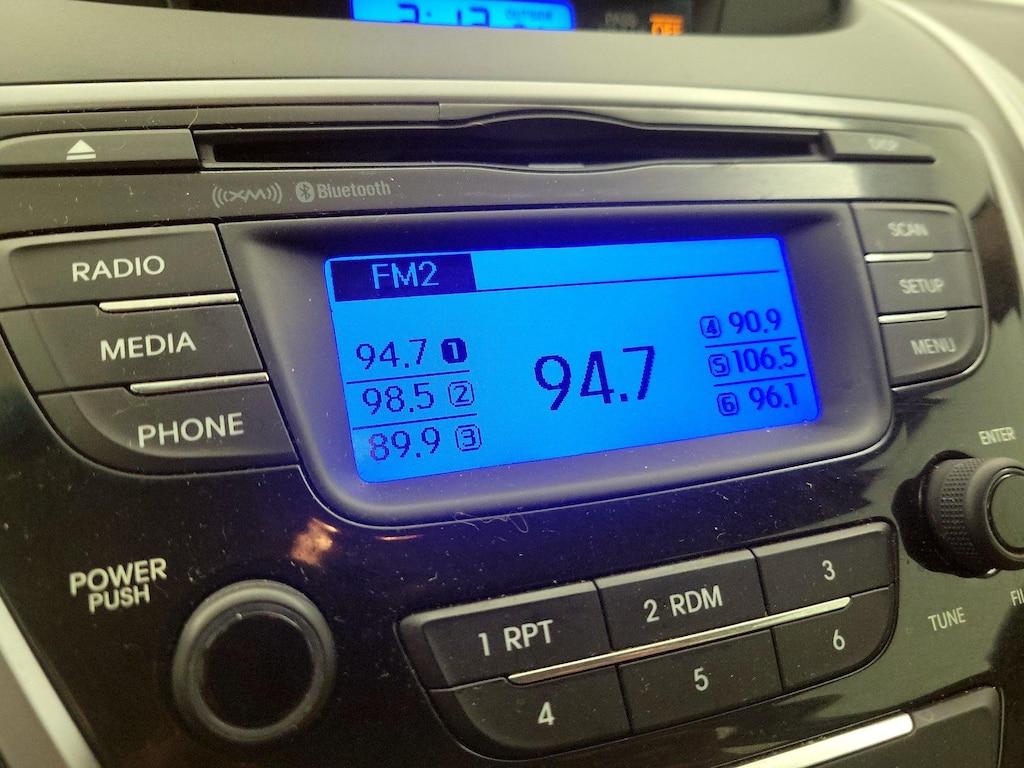 OUTSIDE
OFF
DISP
((XM)) Bluetooth
RADIO
MEDIA
PHONE
FM2
94.7 1
98.5 2
89.9 3
94.7
4 90.9
5 106.5
6 96.1
SCAN
SETUP
MENU
ENTER
TUNE
POWER
PUSH
1 RPT
2 RDM
3
4
5
6